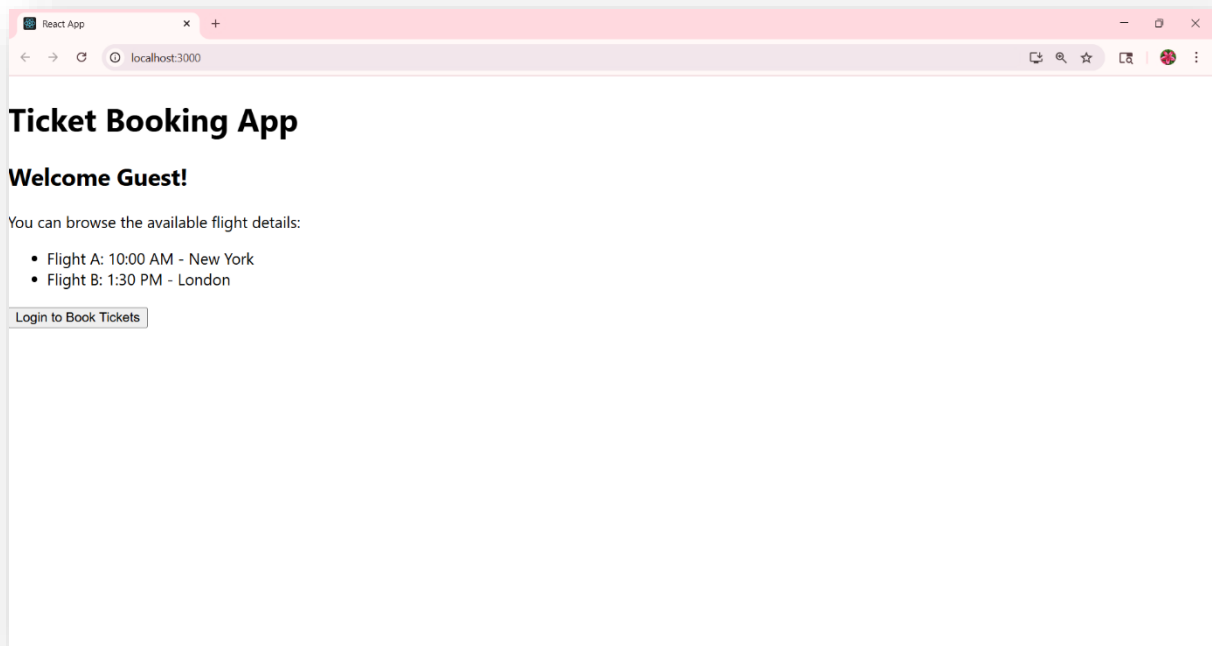 React App
localhost:3000
Ticket Booking App
Welcome Guest!
You can browse the available flight details:
Flight A: 10:00 AM - New York
Flight B: 1:30 PM - London
Login to Book Tickets